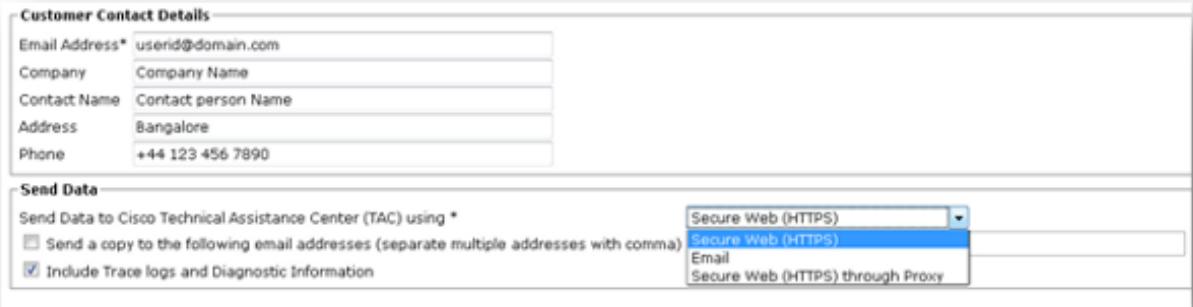 Customer Contact Details
Email Address* userid@domain.com
Company Company Name
Contact Name Contact person Name
Address Bangalore
Phone +44 123 456 7890
Send Data
Send Data to Cisco Technical Assistance Center (TAC) using * Secure Web (HTTPS)
Send a copy to the following email addresses (separate multiple addresses with comma) Secure Web (HTTPS)
Email
Include Trace logs and Diagnostic Information Secure Web (HTTPS) through Proxy